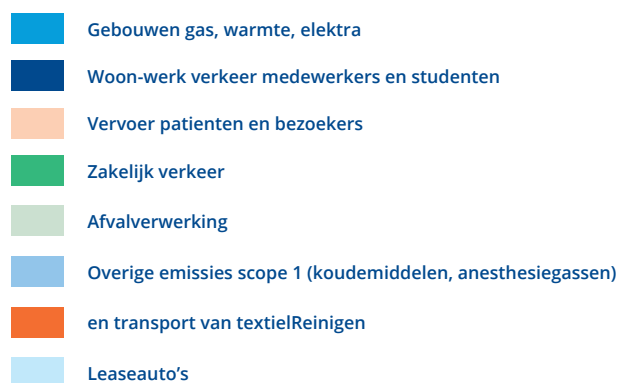 Gebouwen gas, warmte, elektra
Woon-werk verkeer medewerkers en studenten
Vervoer patienten en bezoekers
Zakelijk verkeer
Afvalverwerking
Overige emissies scope 1 (koudemiddelen, anesthesiegassen)
en transport van textielReinigen
Leaseauto’s